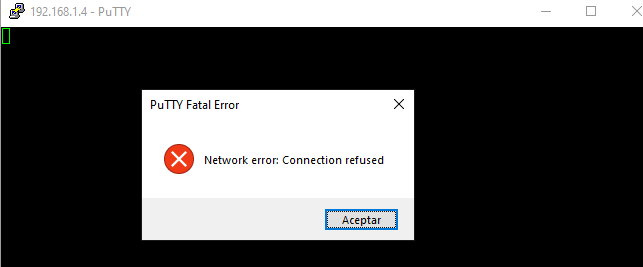 192.168.1.4 - PuTTY
PuTTY Fatal Error
Network error: Connection refused
Aceptar